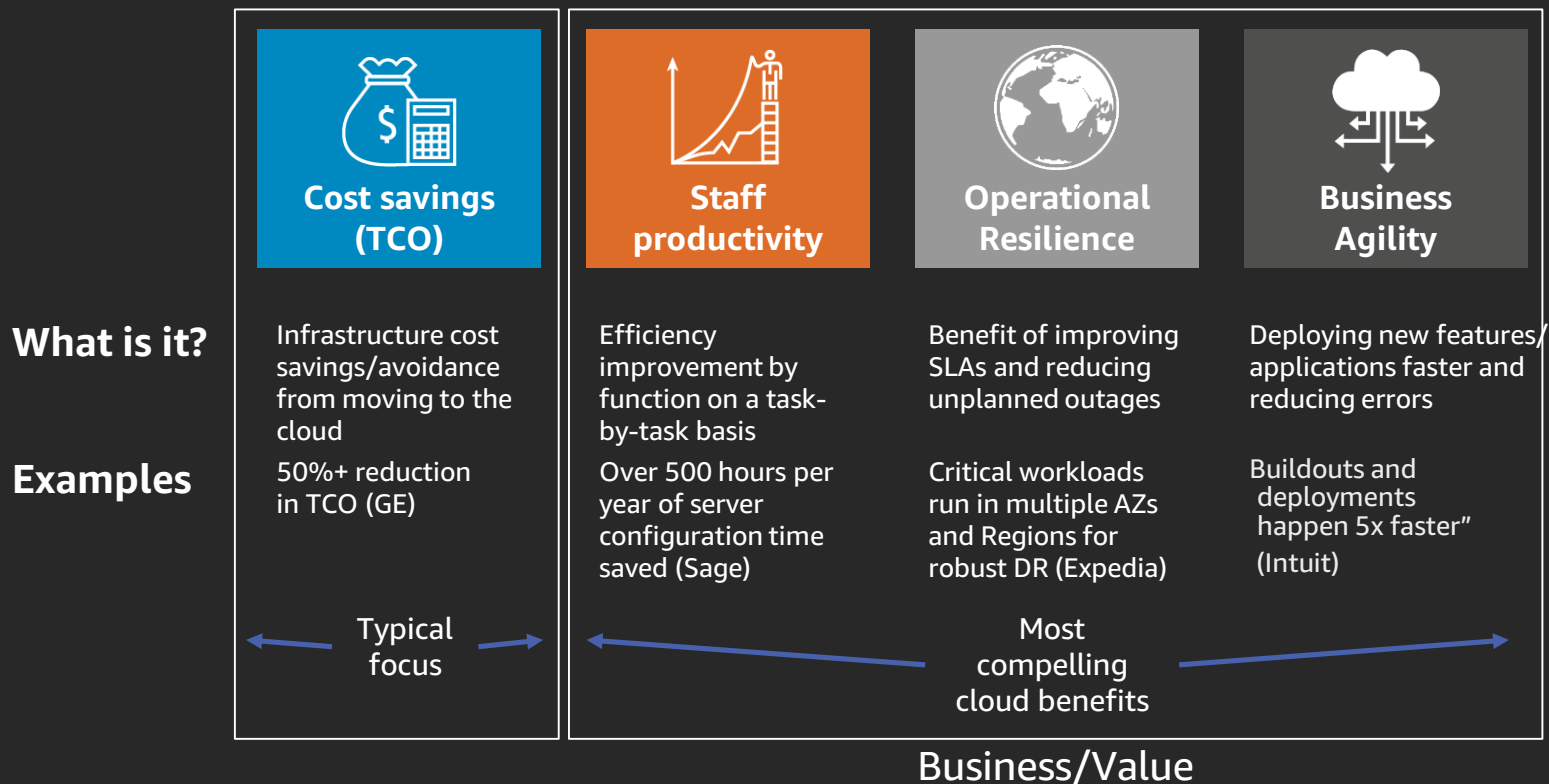 $
Cost savings
(TCO)
Staff
productivity
Operational
Resilience
Business
Agility
What is it?
Infrastructure cost
savings/avoidance
from moving to the
cloud
Efficiency
improvement by
function on a task-
by-task basis
Benefit of improving
SLAs and reducing
unplanned outages
Deploying new features/
applications faster and
reducing errors
Examples
50%+ reduction
in TCO (GE)
Over 500 hours per
year of server
configuration time
saved (Sage)
Critical workloads
run in multiple AZs
and Regions for
robust DR (Expedia)
Buildouts and
deployments
happen 5x faster”
(Intuit)
Typical
focus
Most
compelling
cloud benefits
Business/Value